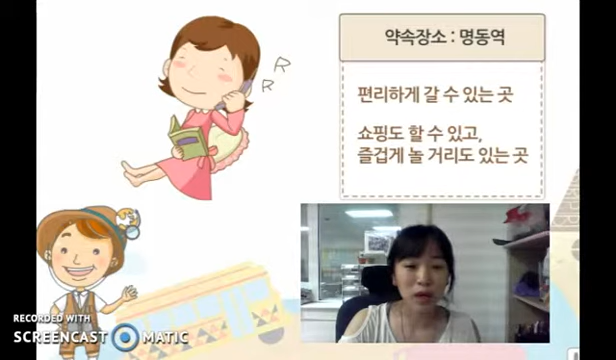 약속장소 : 명동역
편리하게 갈 수 있는 곳
쇼핑도 할 수 있고,
즐겁게 놀 거리도 있는 곳
R
R
RECORDED WITH
SCREENCAST MATIC